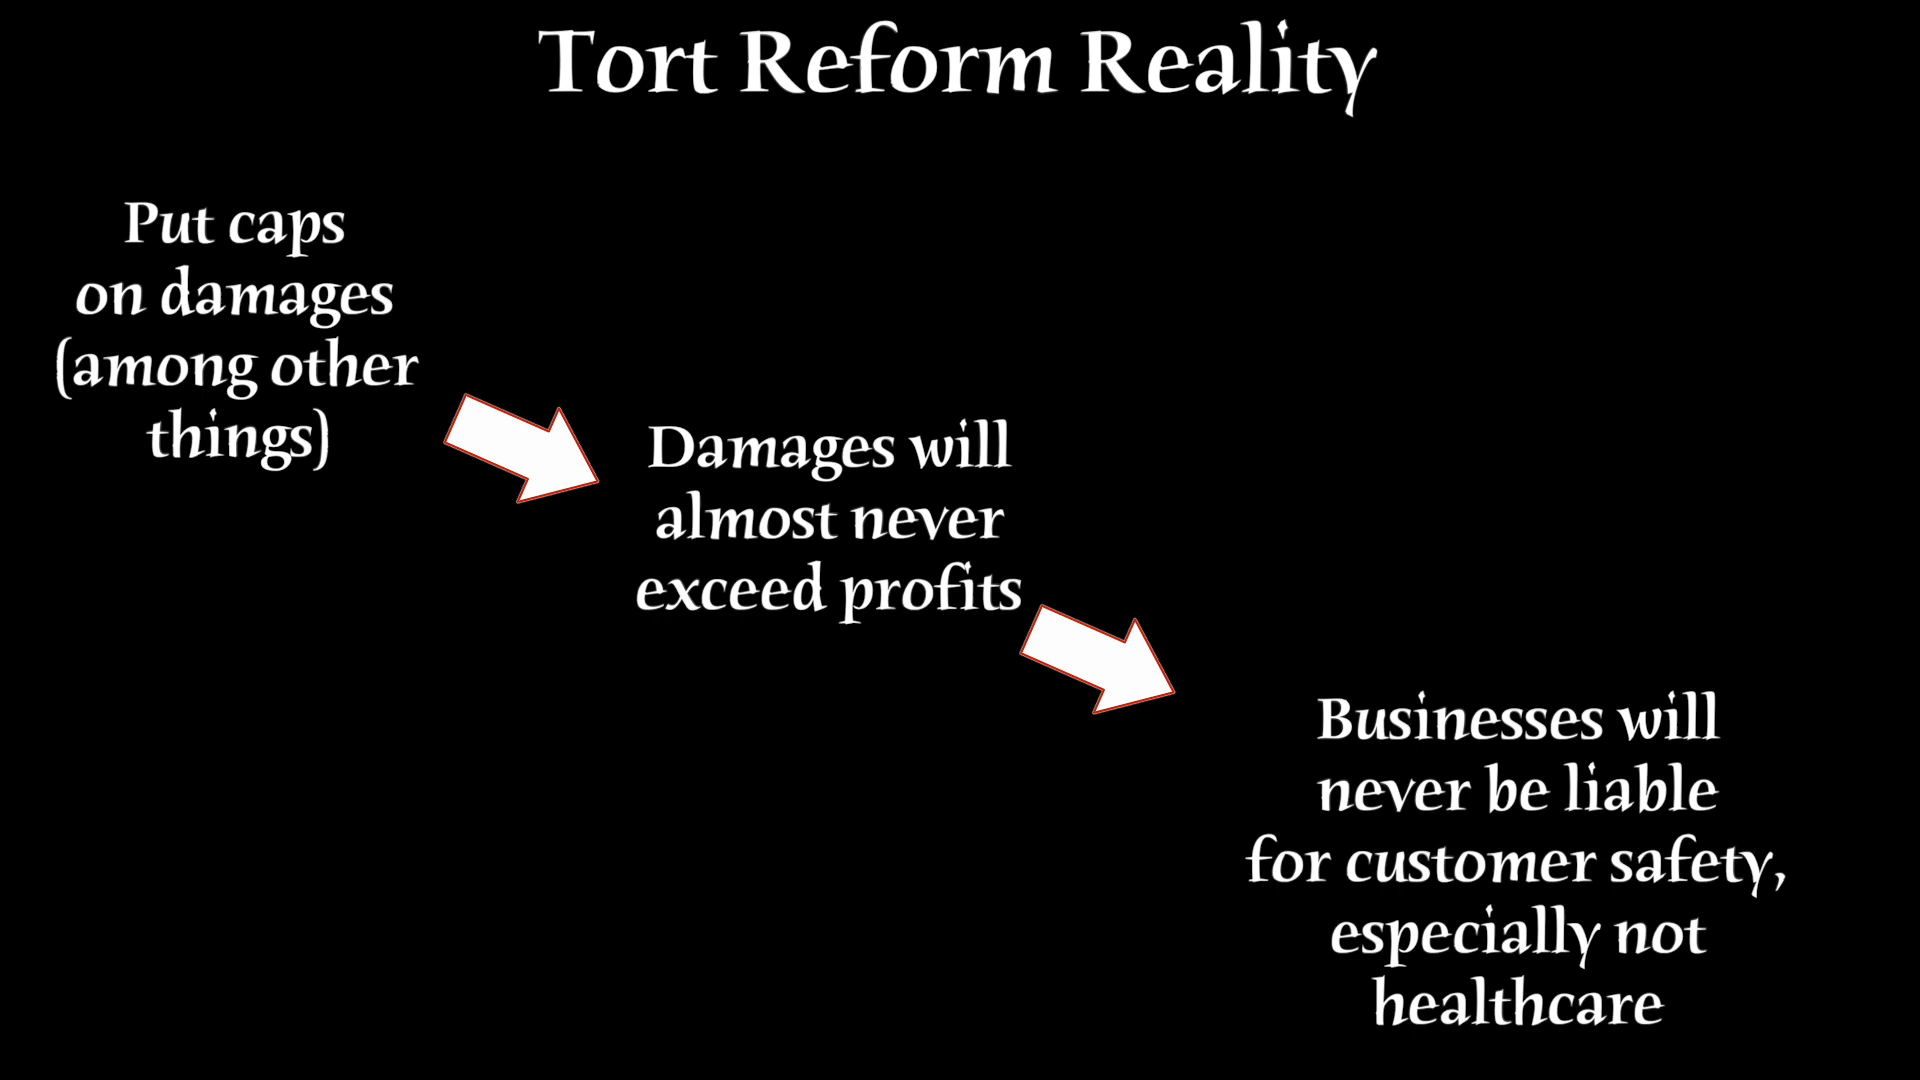 Tort Reform Reality
Put caps
on damages
(among other
things)
Damages will
almost never
exceed profits
Businesses will
never be liable
for customer safety,
especially not
healthcare